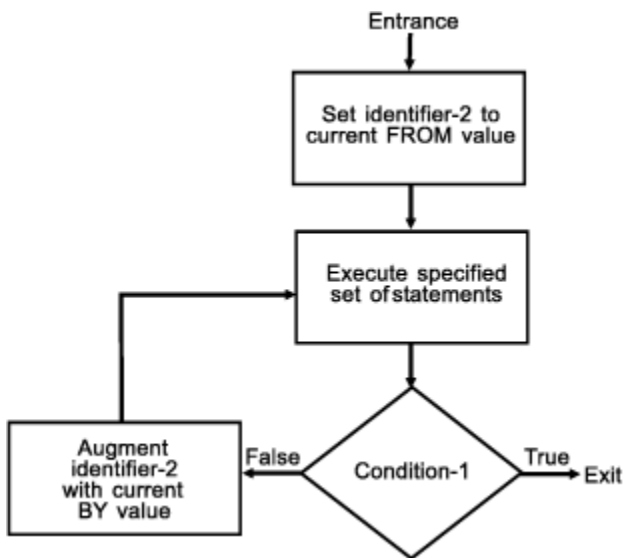 Entrance
Set identifier-2 to
current FROM value
Execute specified
set of statements
Condition-1
True
Exit
False
Augment
identifier-2
with current
BY value